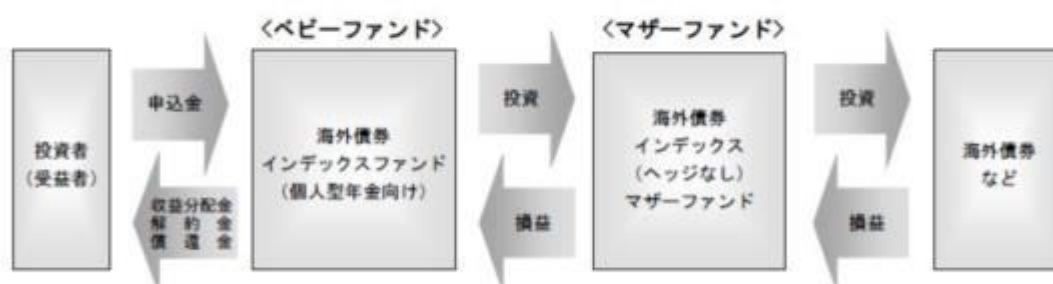 〈ベビーファンド〉
〈マザーファンド〉
投資者
(受益者)
申込金
収益分配金
解約金
償還金
海外債券
インデックスファンド
(個人型年金向け)
投資
損益
海外債券
インデックス
(ヘッジなし)
マザーファンド
投資
損益
海外債券
など